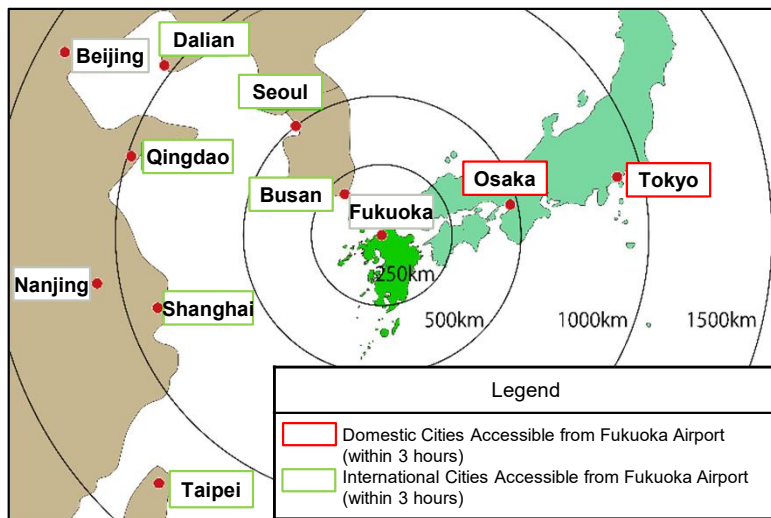 Dalian
Beijing
Seoul
Qingdao
Osaka
Tokyo
Busan
Fukuoka
250km
Nanjing
Shanghai
500km
1000km
1500km
Legend
Domestic Cities Accessible from Fukuoka Airport
(within 3 hours)
International Cities Accessible from Fukuoka Airport
(within 3 hours)
Taipei